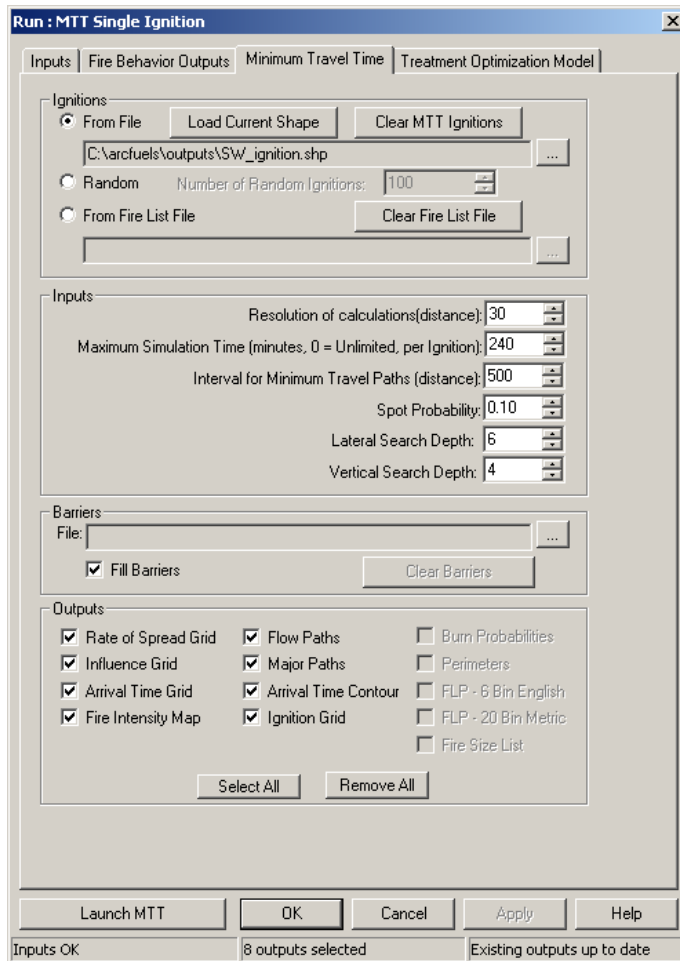 Run : MTT Single Ignition
Inputs Fire Behavior Outputs Minimum Travel Time Treatment Optimization Model
Ignitions
From File Load Current Shape Clear MTT Ignitions
C:\arcfuels\outputs\SW_ignition.shp ...
Random Number of Random Ignitions: 100
From Fire List File Clear Fire List File
...
Inputs
Resolution of calculations(distance): 30
Maximum Simulation Time (minutes, 0 = Unlimited, per Ignition): 240
Interval for Minimum Travel Paths (distance): 500
Spot Probability: 0.10
Lateral Search Depth: 6
Vertical Search Depth: 4
Barriers
File: ...
Fill Barriers Clear Barriers
Outputs
Rate of Spread Grid Flow Paths Burn Probabilities
Influence Grid Major Paths Perimeters
Arrival Time Grid Arrival Time Contour FLP - 6 Bin English
Fire Intensity Map Ignition Grid FLP - 20 Bin Metric
Fire Size List
Select All Remove All
Launch MTT OK Cancel Apply Help
Inputs OK 8 outputs selected Existing outputs up to date